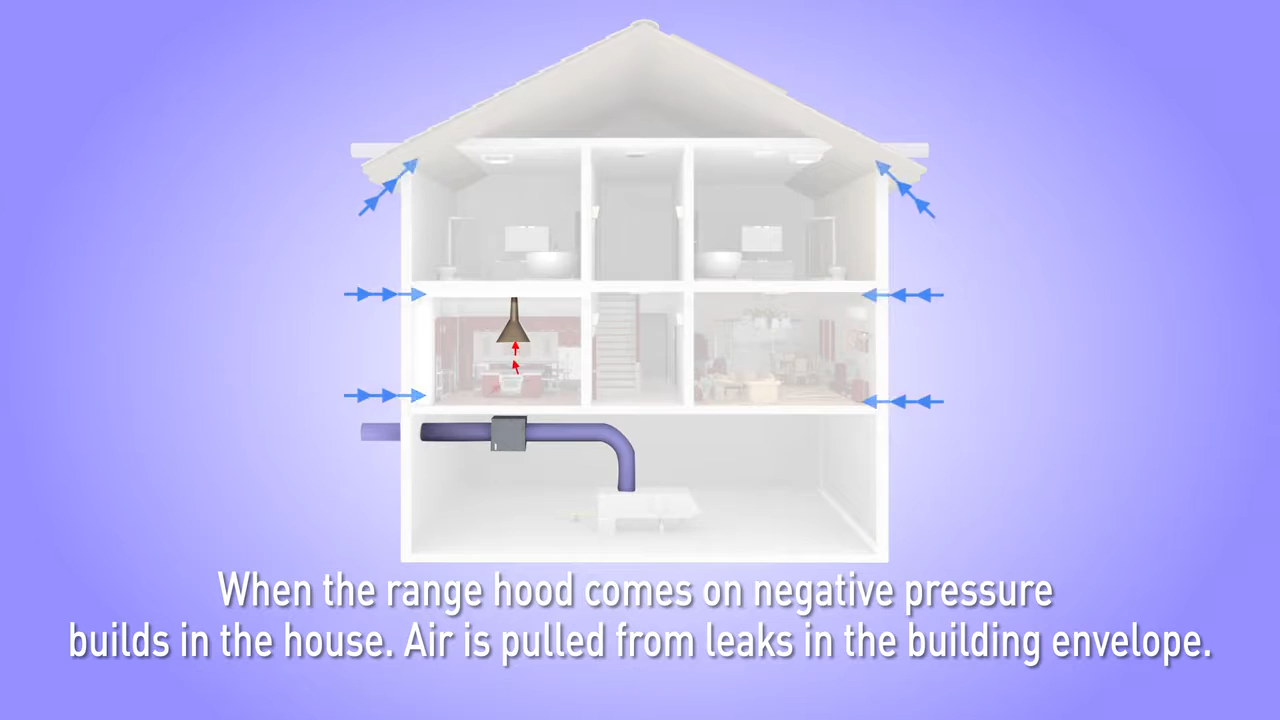 When the range hood comes on negative pressure
builds in the house. Air is pulled from leaks in the building envelope.